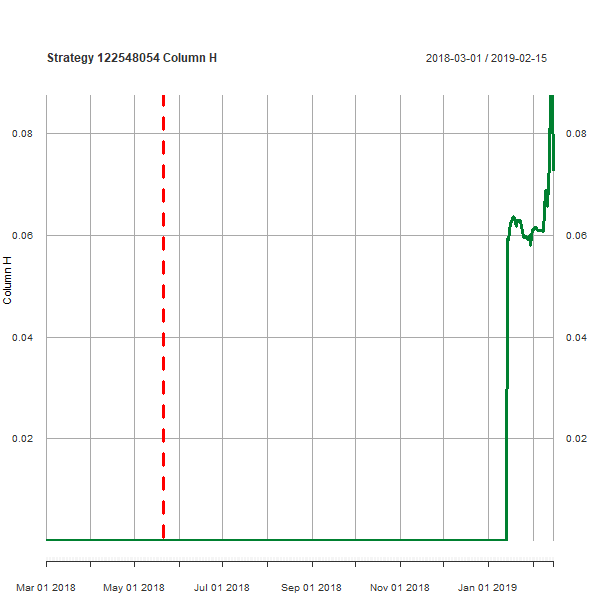 Strategy 122548054 Column H
2018-03-01 / 2019-02-15
0.08
0.08
0.06
0.06
Column H
0.04
0.04
0.02
0.02
Mar 01 2018
May 01 2018
Jul 01 2018
Sep 01 2018
Nov 01 2018
Jan 01 2019